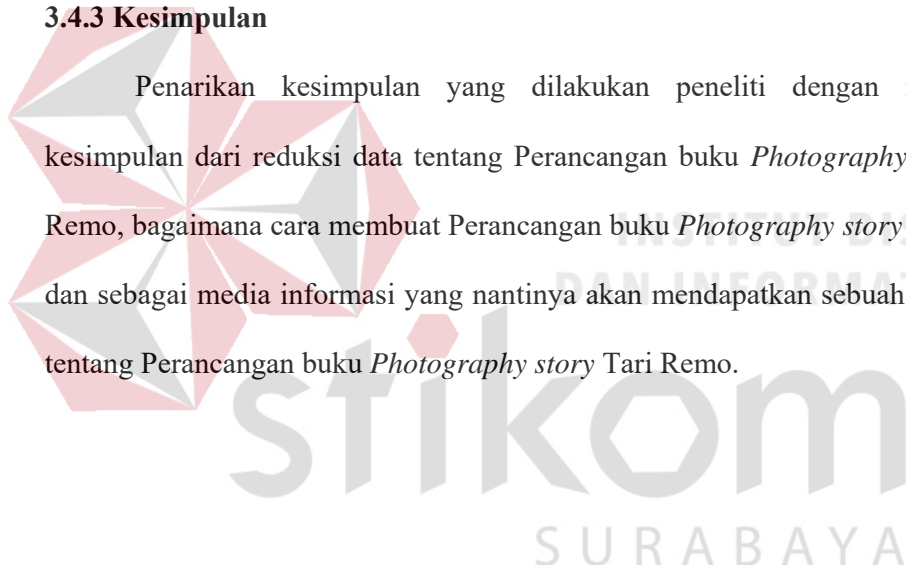 3.4.3 Kesimpulan
Penarikan kesimpulan yang dilakukan peneliti dengan
kesimpulan dari reduksi data tentang Perancangan buku Photography
Remo, bagaimana cara membuat Perancangan buku Photography story
INSTITUT BIS
dan sebagai media informasi yang nantinya akan mendapatkan sebuah
DAN INFORMAT
tentang Perancangan buku Photography story Tari Remo.
stikom
SURABAYA